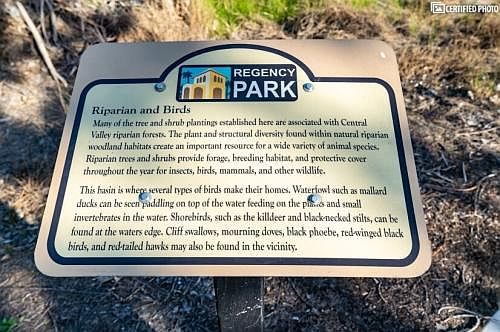 CERTIFIED PHOTO
REGENCY
PARK
Riparian and Birds
Many of the tree and shrub plantings established here are associated with Central
Valley riparian forests. The plant and structural diversity found within natural riparian
woodland habitats create an important resource for a wide variety of animal species.
Riparian trees and shrubs provide forage, breeding habitat, and protective cover
throughout the year for insects, birds, mammals, and other wildlife.
This basin is where several types of birds make their homes. Waterfowl such as mallard
ducks can be seen paddling on top of the water feeding on the plants and small
invertebrates in the water. Shorebirds, such as the killdeer and black-necked stilts, can be
found at the waters edge. Cliff swallows, mourning doves, black phoebe, red-winged black
birds, and red-tailed hawks may also be found in the vicinity.